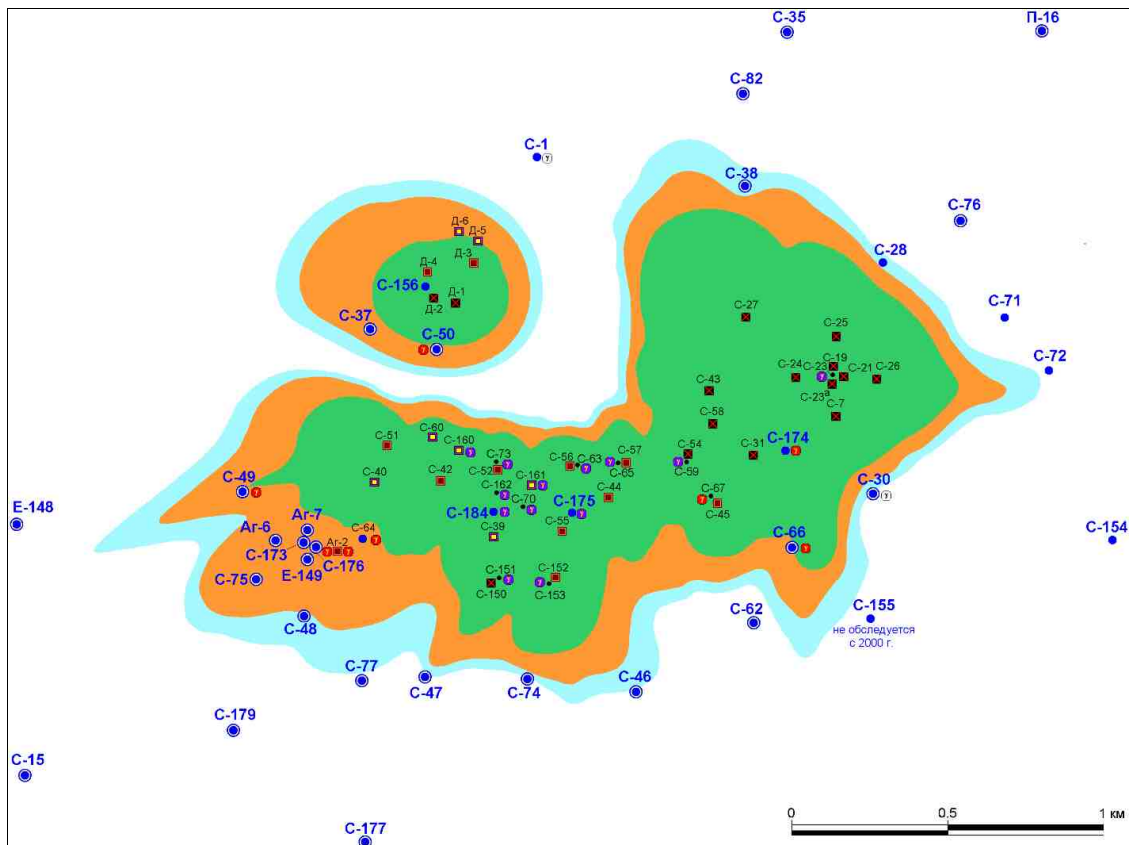 С-35
П-16
С-82
С-1
γ
С-38
С-76
Д-6
Д-5
С-28
Д-3
Д-4
С-156
Д-1
Д-2
С-71
С-27
С-37
С-25
С-50
γ
С-72
С-19
С-24
С-23
γ
С-21
С-26
С-23а
С-43
С-7
С-58
С-60
С-51
С-160
γ
С-73
γ
С-56
С-63
γ
С-57
γ
С-65
С-54
γ
С-59
С-31
С-174
γ
С-52
С-42
С-40
С-161
γ
С-162
γ
С-49
γ
С-30
γ
С-44
С-67
γ
С-45
С-70
γ
С-175
γ
С-184
γ
Е-148
Аг-7
Аг-6
С-64
γ
С-39
С-55
С-173
Аг-2
γ
γ
С-176
С-66
γ
С-154
Е-149
С-75
С-151
γ
С-150
С-152
γ
С-153
С-48
С-62
С-155
не обследуется
с 2000 г.
С-77
С-47
С-74
С-46
С-179
С-15
С-177
0
0.5
1 км